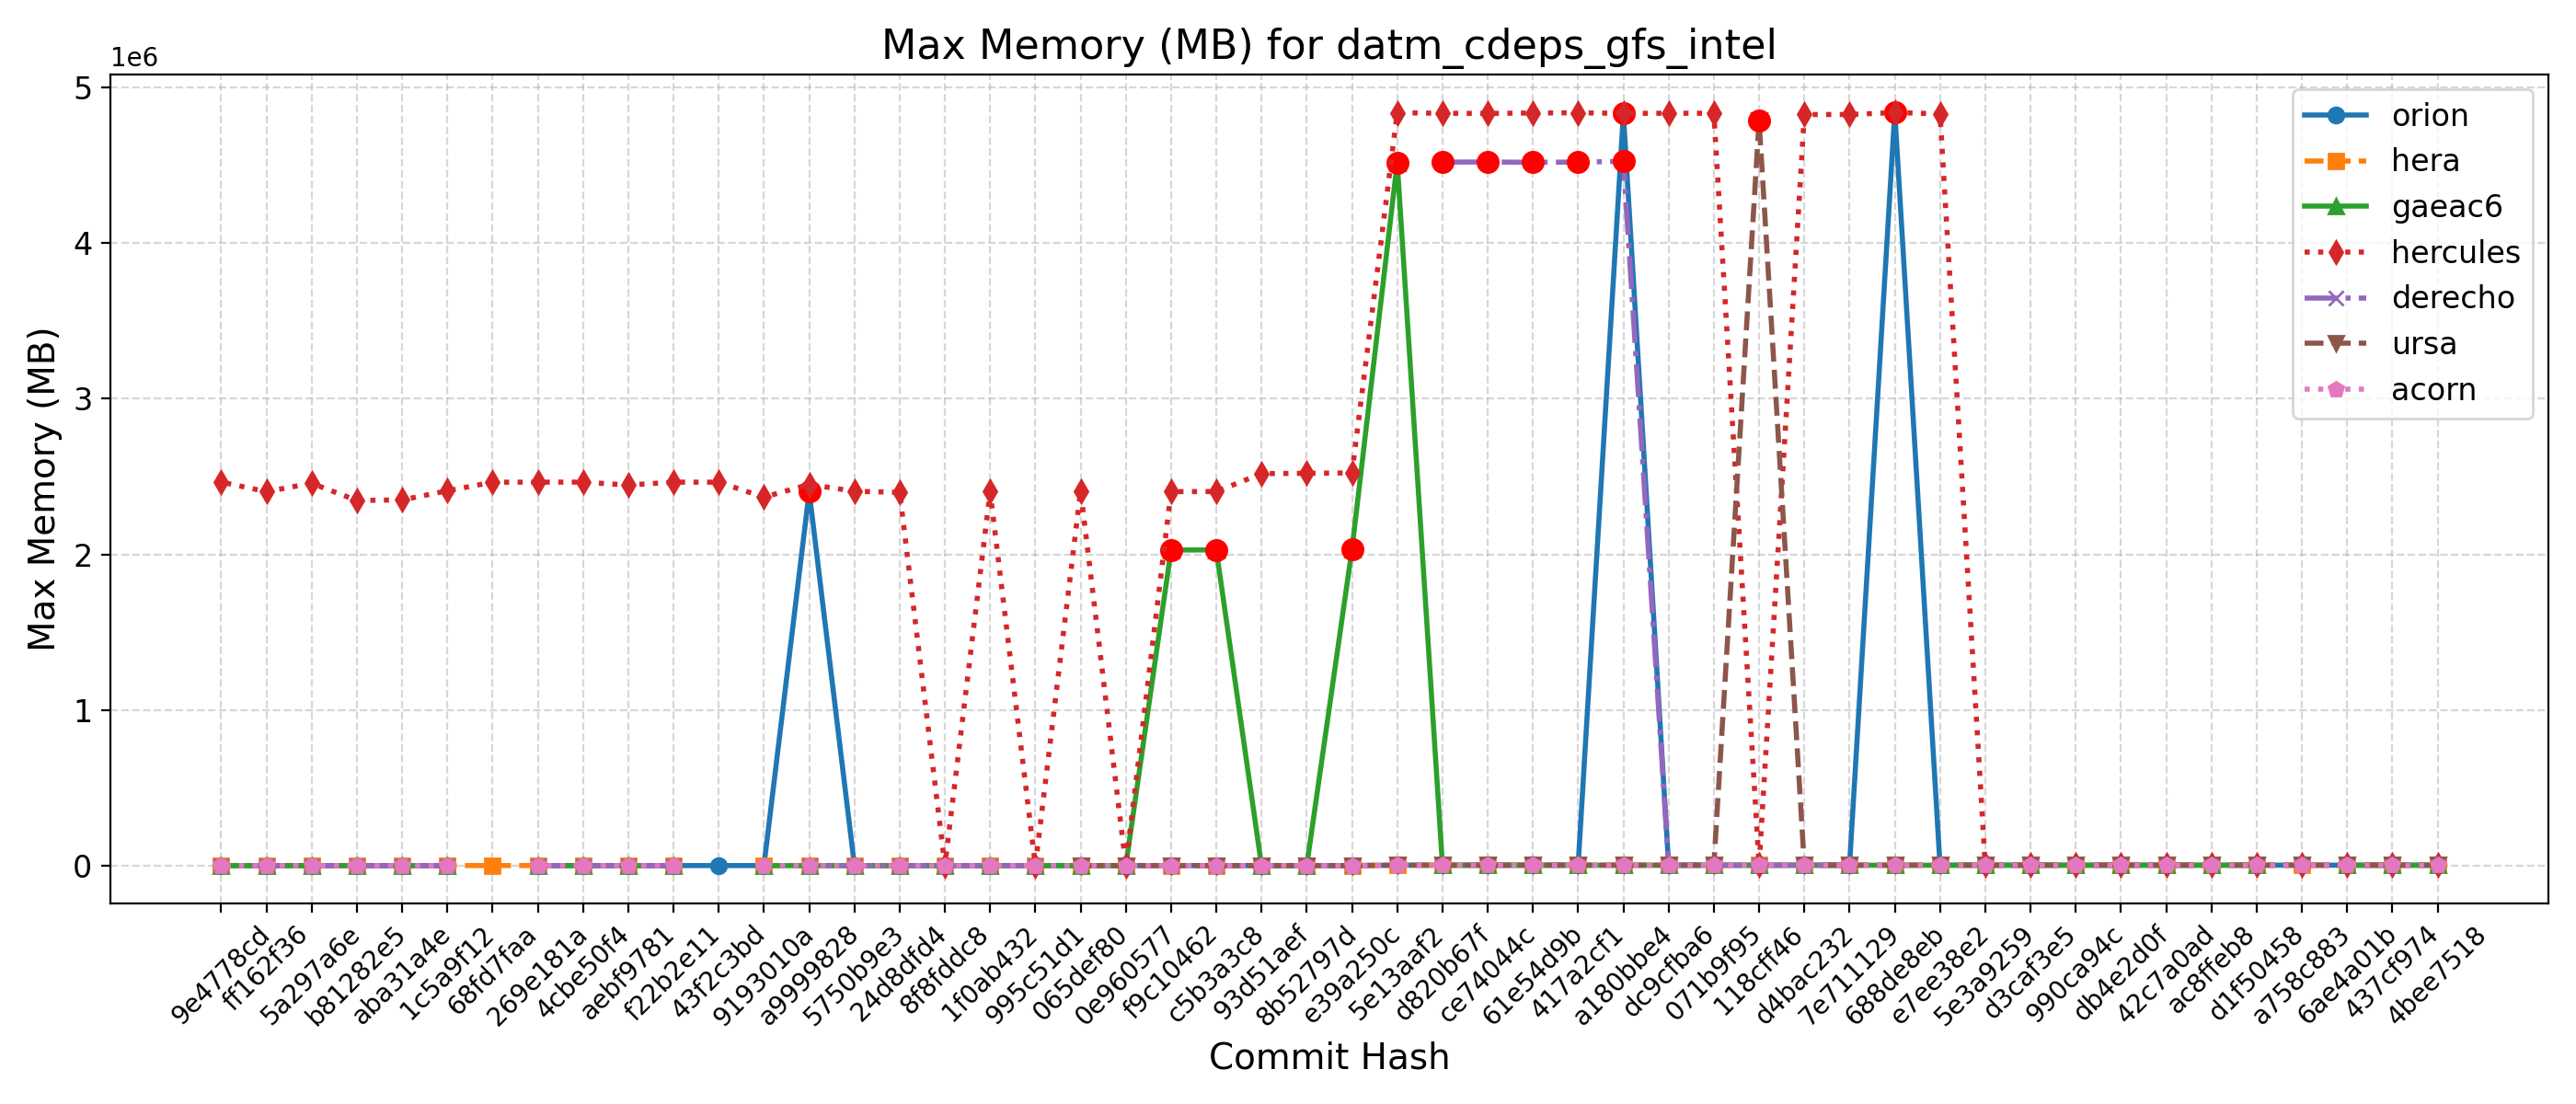 Max Memory (MB) for datm_cdeps_gfs_intel
1e6
5
4
3
2
1
0
Max Memory (MB)
orion
hera
gaeac6
hercules
derecho
ursa
acorn
9e4778cd
ff162f36
5a297a6e
b81282e5
aba31a4e
1c5a9f12
68fd7faa
269e181a
4cbe50f4
aebf9781
f22b2e11
43f2c3bd
9193010a
a9999828
5750b9e3
24d8dfd4
8f8fddc8
1f0ab432
995c51d1
065def80
0e960577
f9c10462
c5b3a3c8
93d51aef
8b52797d
e39a250c
5e13aaf2
d820b67f
ce74044c
61e54d9b
417a2cf1
a180bbe4
dc9cfba6
071b9f95
118cff46
d4bac232
7e711129
688de8eb
e7ee38e2
5e3a9259
d3caf3e5
990ca94c
db4e2d0f
42c7a0ad
ac8ffeb8
d1f50458
a758c883
6ae4a01b
437cf974
4bee7518
Commit Hash